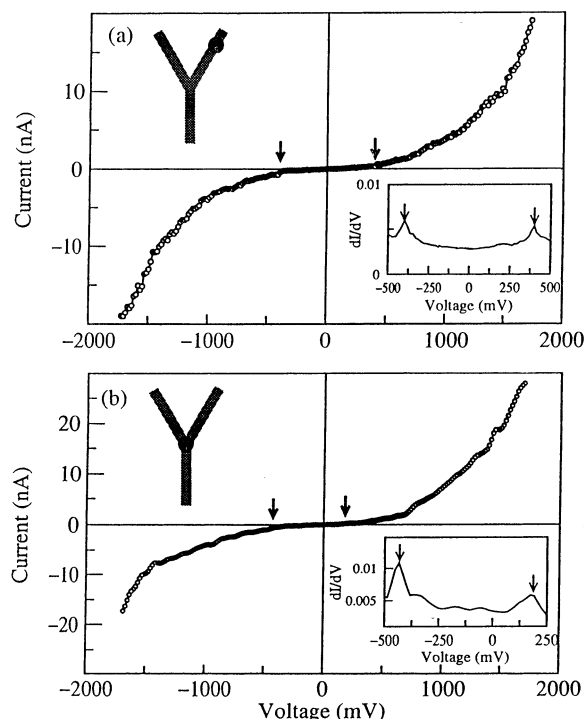 (a)
10
0
-10
Current (nA)
0.01
0
dI/dV
-500 -250 0 250 500
Voltage (mV)
-2000 -1000 0 1000 2000
(b)
20
10
0
-10
-20
Current (nA)
0.01
0.005
dI/dV
-500 -250 0 250
Voltage (mV)
-2000 -1000 0 1000 2000
Voltage (mV)